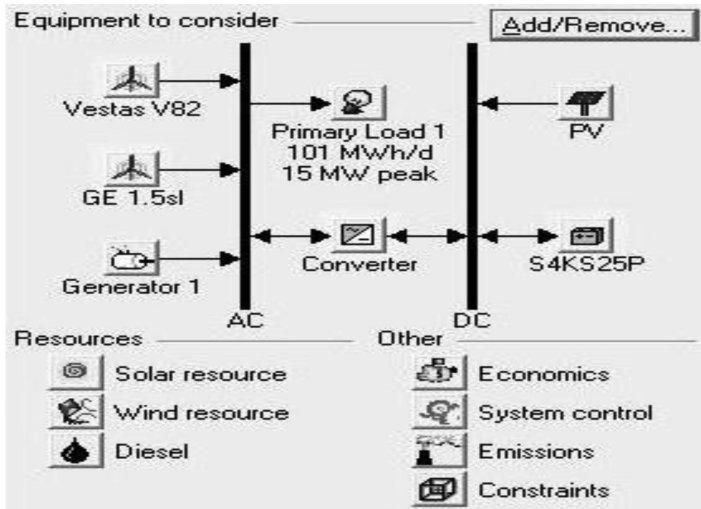 Equipment to consider
Add/Remove...
Vestas V82
Primary Load 1
101 MWh/d
15 MW peak
PV
GE 1.5sl
Generator 1
Converter
S4KS25P
AC
DC
Resources
Other
Solar resource
Economics
Wind resource
System control
Diesel
Emissions
Constraints